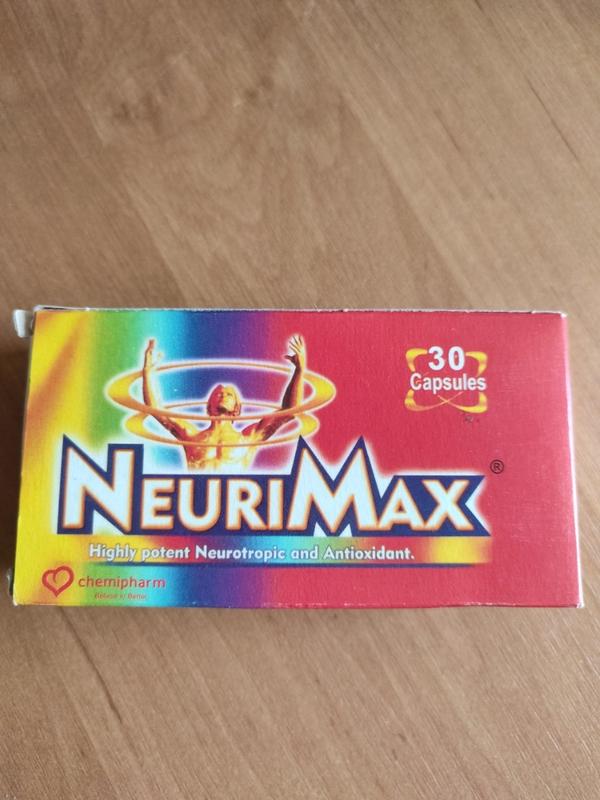 30
Capsules
NEURIMAX ®
Highly potent Neurotropic and Antioxidant.
chemipharm